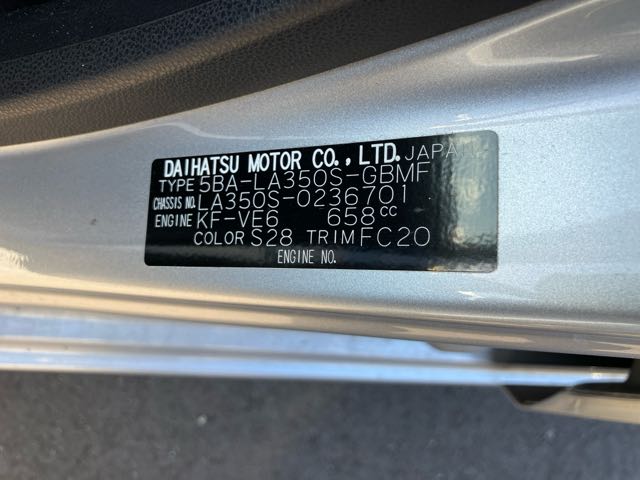 DAIHATSU MOTOR CO., LTD. JAPAN
TYPE 5BA-LA350S-GBMF
CHASSIS NO. LA350S-0236701
ENGINE KF-VE6 658cc
COLOR S28 TRIM FC20
ENGINE NO.